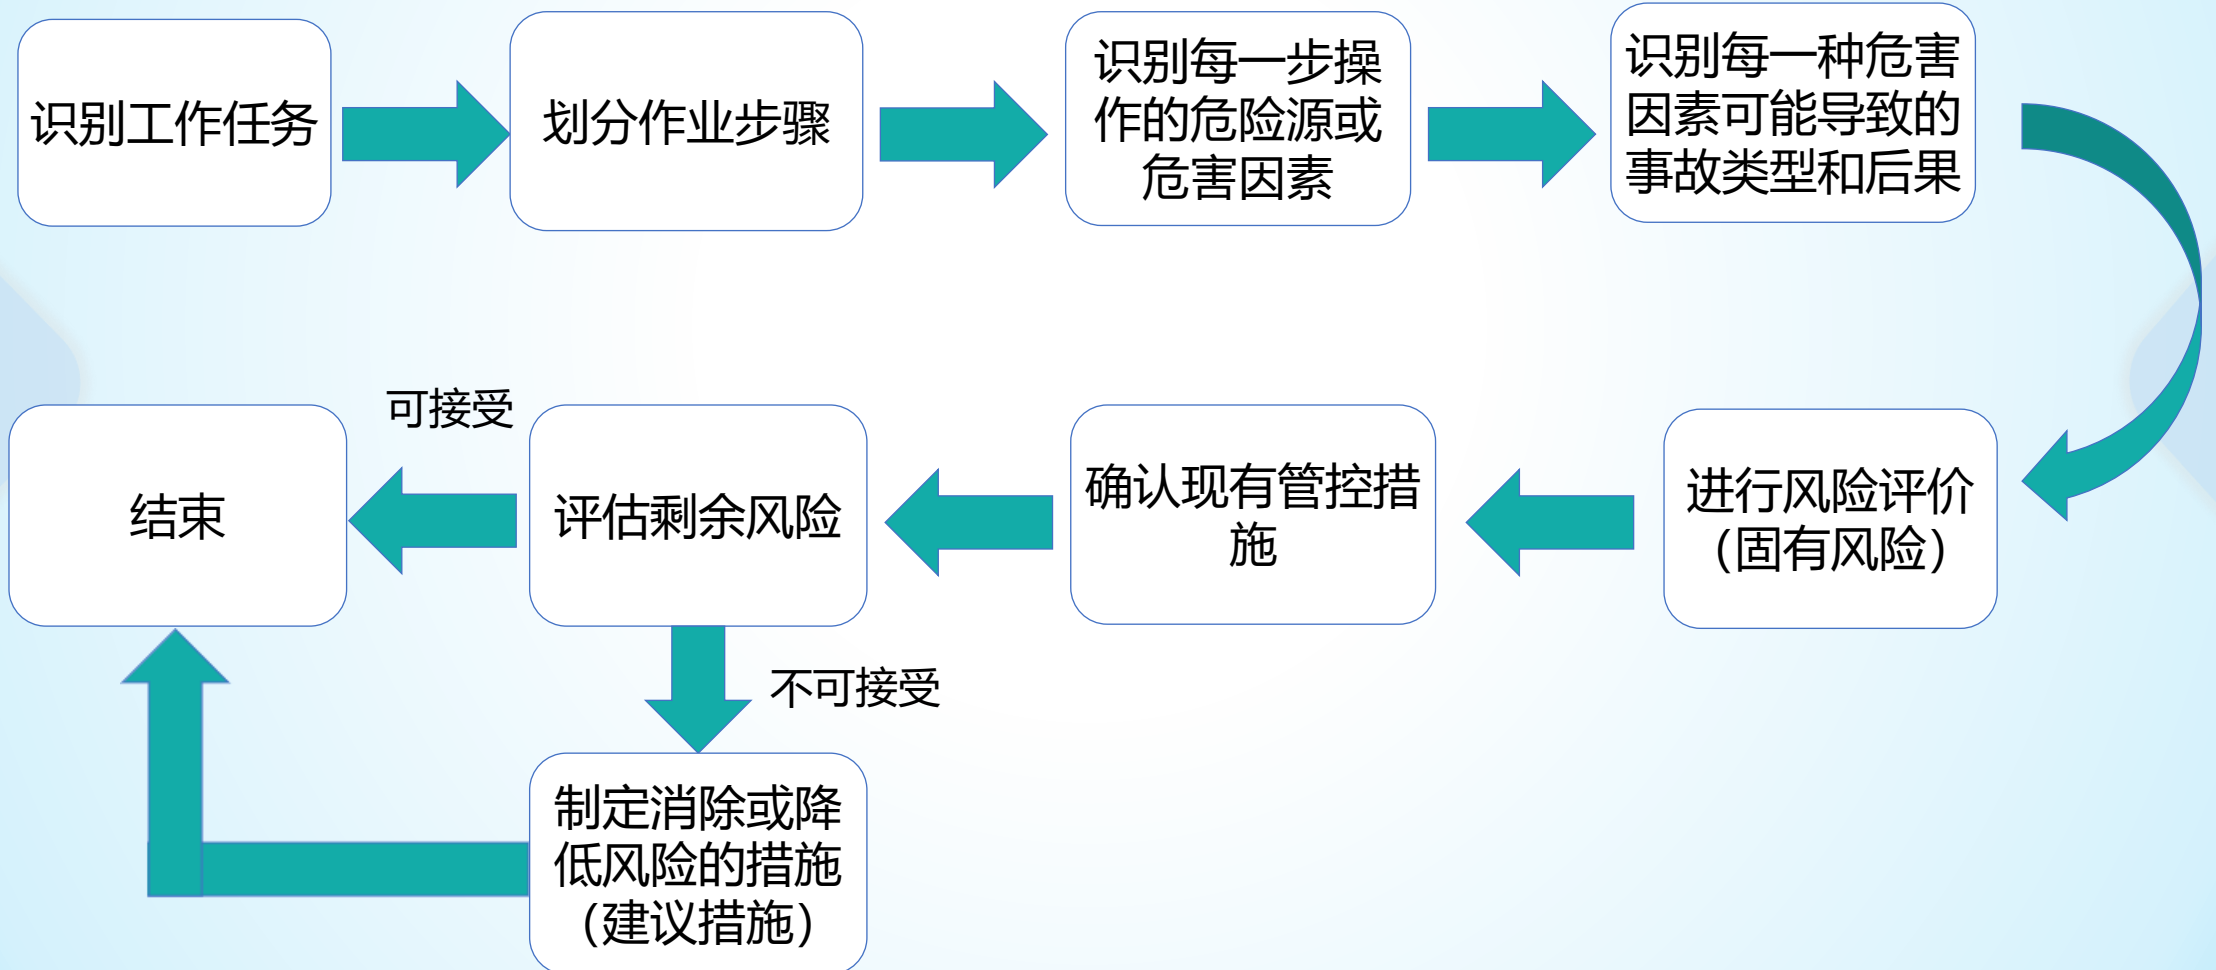 识别工作任务
划分作业步骤
识别每一步操
作的危险源或
危害因素
识别每一种危害
因素可能导致的
事故类型和后果
进行风险评价
（固有风险）
确认现有管控措
施
评估剩余风险
可接受
结束
不可接受
制定消除或降
低风险的措施
（建议措施）